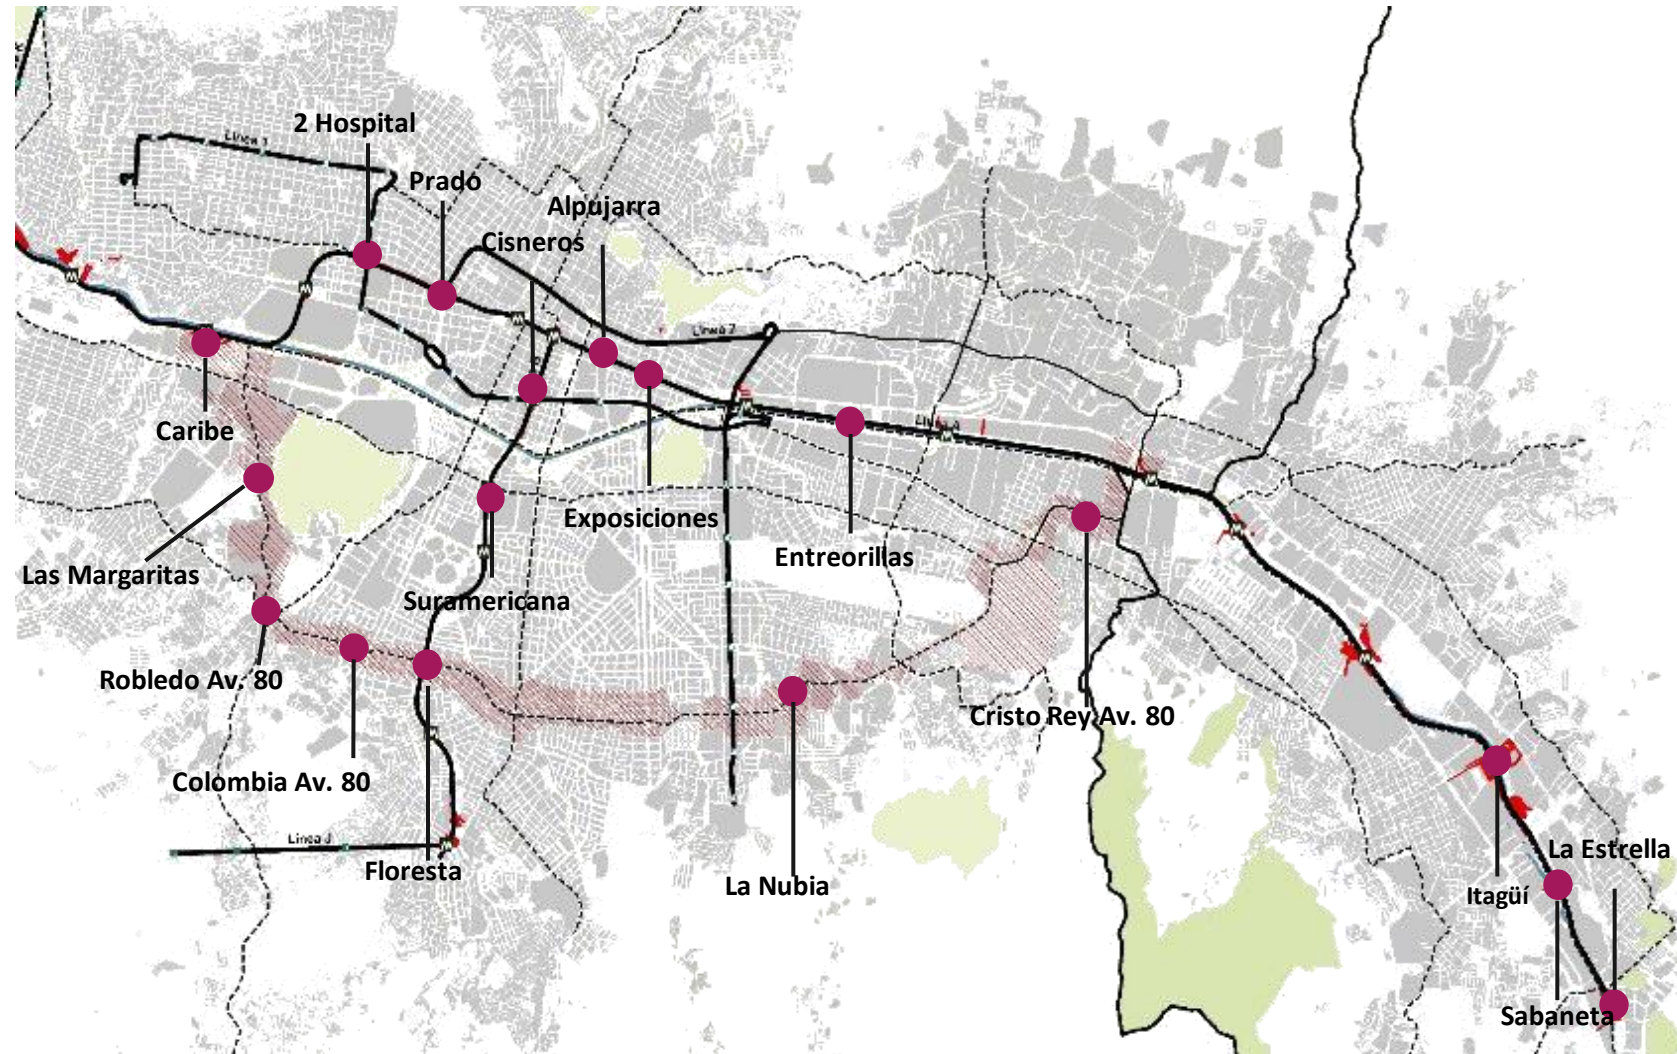 2 Hospital
Prado
Alpujarra
Cisneros
Caribe
Exposiciones
Entreorillas
Las Margaritas
Suramericana
Robledo Av. 80
Cristo Rey Av. 80
Colombia Av. 80
Floresta
La Nubia
La Estrella
Itagüí
Sabaneta